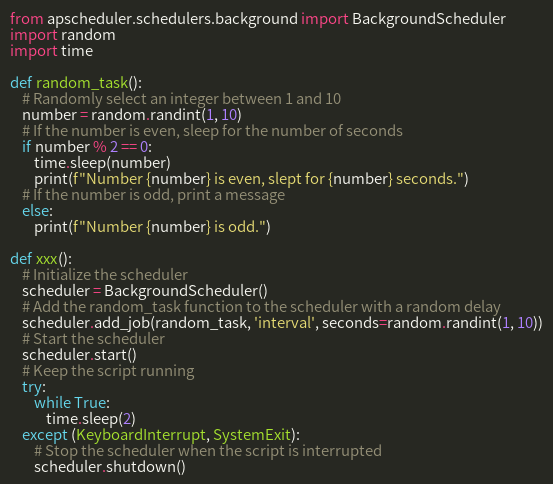 from apscheduler.schedulers.background import BackgroundScheduler
import random
import time

def random_task():
    # Randomly select an integer between 1 and 10
    number = random.randint(1, 10)
    # If the number is even, sleep for the number of seconds
    if number % 2 == 0:
        time.sleep(number)
        print(f"Number {number} is even, slept for {number} seconds.")
    # If the number is odd, print a message
    else:
        print(f"Number {number} is odd.")

def xxx():
    # Initialize the scheduler
    scheduler = BackgroundScheduler()
    # Add the random_task function to the scheduler with a random delay
    scheduler.add_job(random_task, 'interval', seconds=random.randint(1, 10))
    # Start the scheduler
    scheduler.start()
    # Keep the script running
    try:
        while True:
            time.sleep(2)
    except (KeyboardInterrupt, SystemExit):
        # Stop the scheduler when the script is interrupted
        scheduler.shutdown()